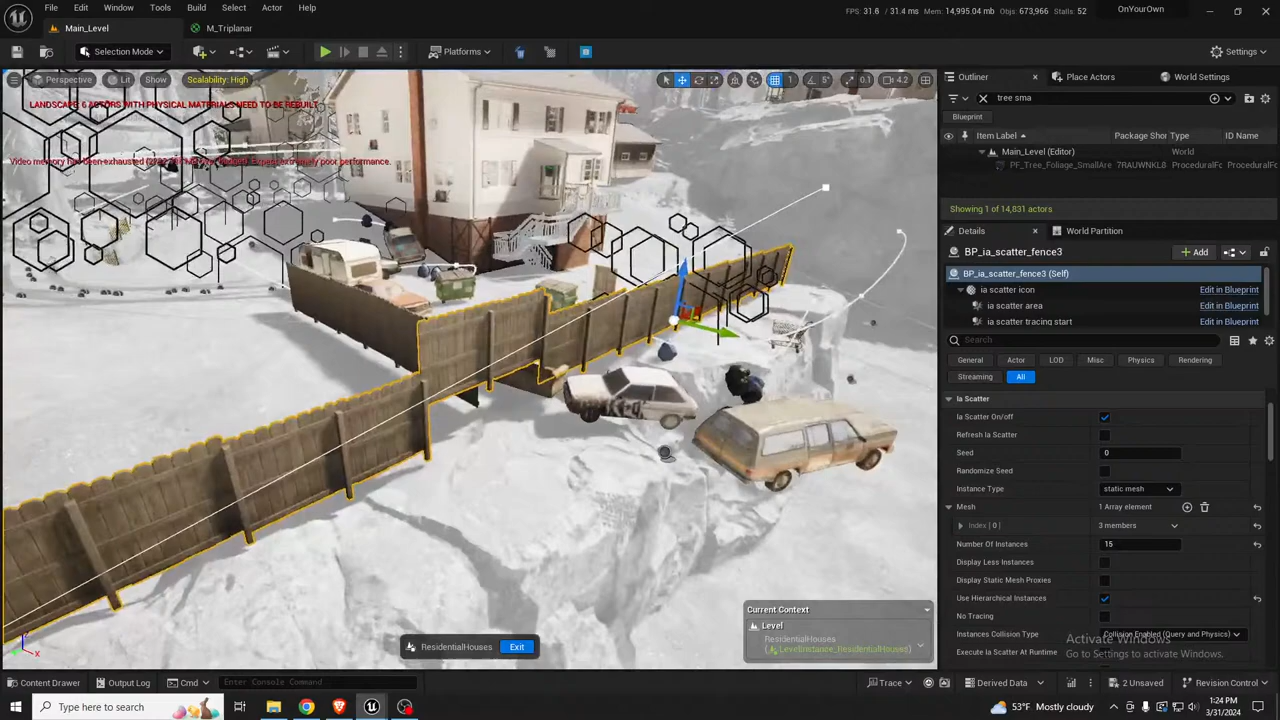 File Edit Window Tools Build Select Actor Help
FPS: 31.6 / 31.4 ms Mem: 14,995.04 mb Objs: 673,966 Stalls: 52
OnYourOwn
Main_Level
M_Triplanar
Selection Mode
Platforms
Settings
Perspective Lit Show Scalability: High
1 5° 0.1 4.2
LANDSCAPE: 6 ACTORS WITH PHYSICAL MATERIALS NEED TO BE REBUILT
Outliner
Place Actors
World Settings
tree sma
Blueprint
Item Label
Package Shor
Type
ID Name
Main_Level (Editor)
World
PF_Tree_Foliage_SmallAre 7RAUWNKL8 ProceduralFc ProceduralFc
Showing 1 of 14,831 actors
Details
World Partition
BP_ia_scatter_fence3
Add
BP_ia_scatter_fence3 (Self)
ia scatter icon Edit in Blueprint
ia scatter area Edit in Blueprint
ia scatter tracing start Edit in Blueprint
Search
General Actor LOD Misc Physics Rendering
Streaming All
Ia Scatter
Ia Scatter On/off
Refresh Ia Scatter
Seed 0
Randomize Seed
Instance Type static mesh
Mesh 1 Array element
Index [ 0 ] 3 members
Number Of Instances 15
Display Less Instances
Display Static Mesh Proxies
Use Hierarchical Instances
No Tracing
Instances Collision Type Collision Enabled (Query and Physics)
Execute Ia Scatter At Runtime
Activate Windows
Go to Settings to activate Windows.
Current Context
Level
ResidentialHouses
(LevelInstance_ResidentialHouses)
ResidentialHouses Exit
Content Drawer Output Log Cmd Enter Console Command
Trace Derived Data 2 Unsaved Revision Control
Type here to search
53°F Mostly cloudy
1:24 PM
3/31/2024